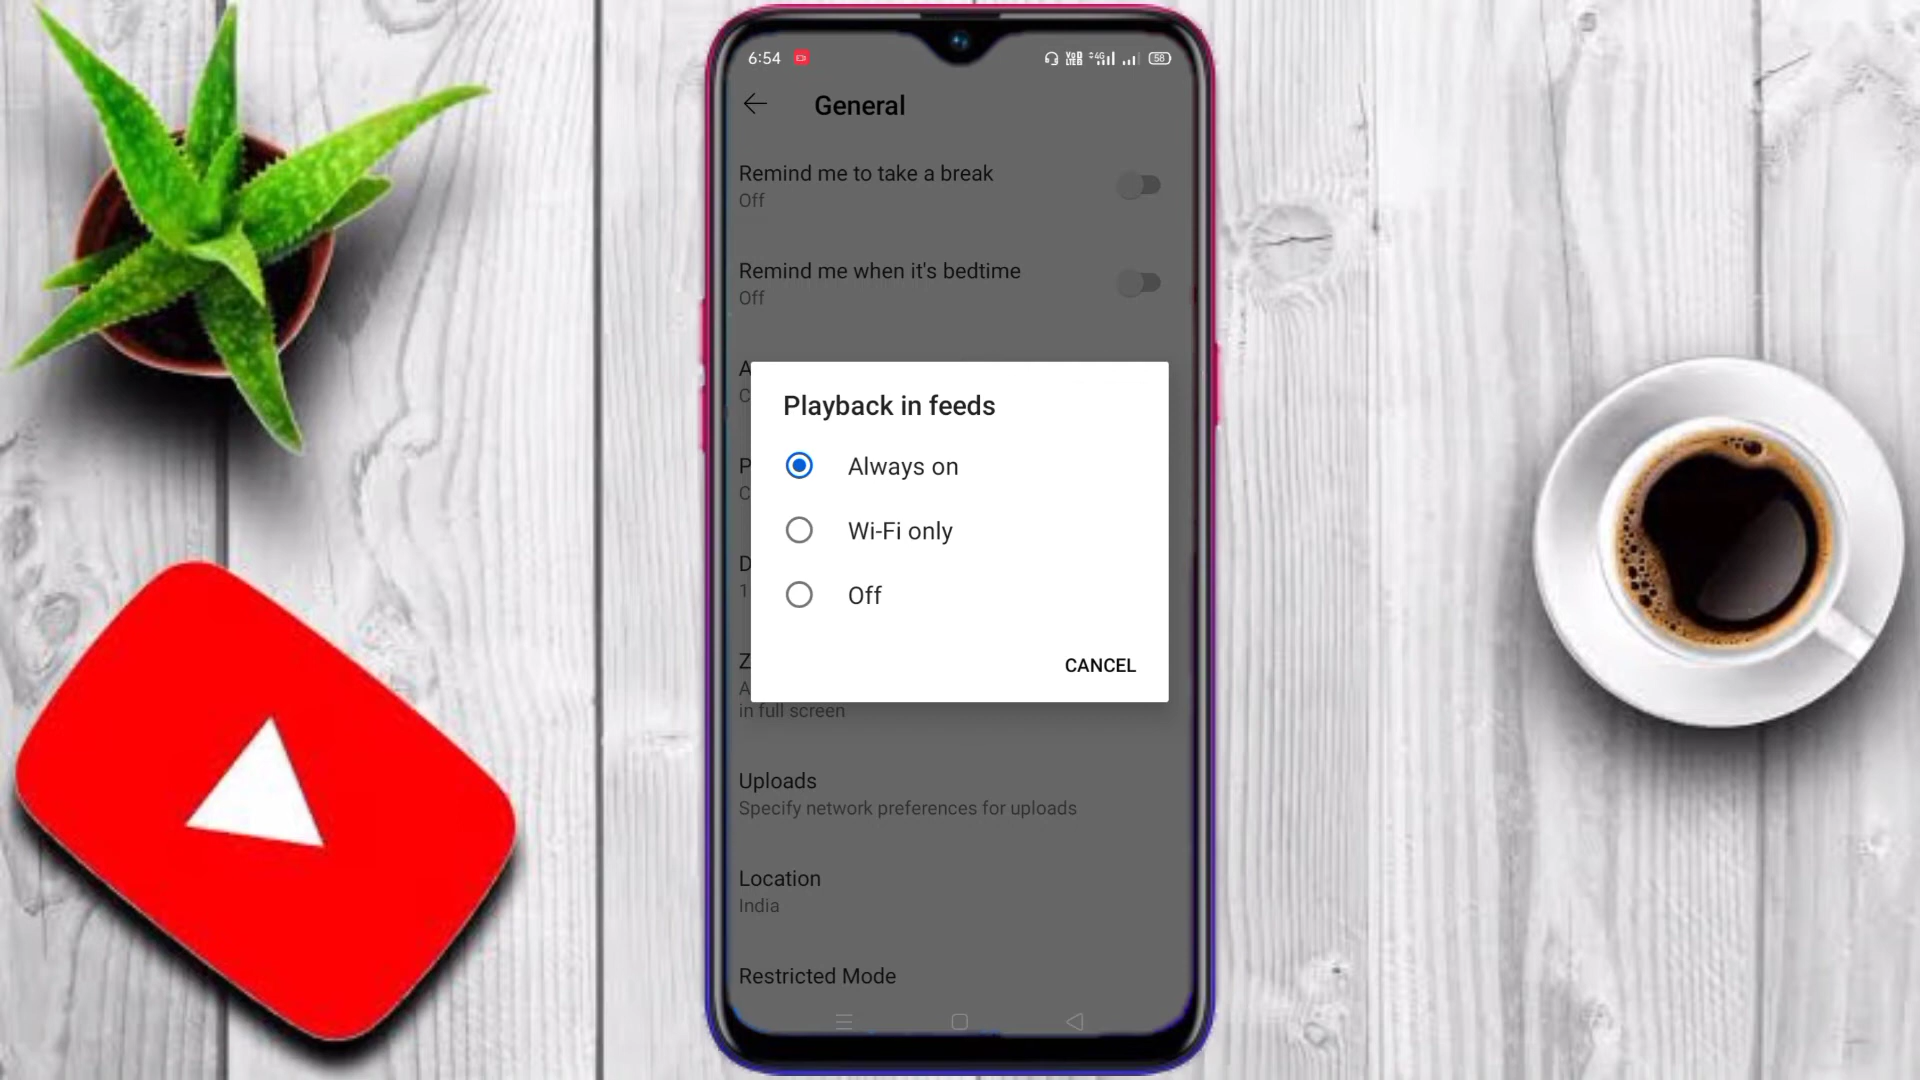 6:54
58
General
Remind me to take a break
Off
Remind me when it's bedtime
Off
A
C
Playback in feeds
P
Always on
C
Wi-Fi only
D
1
Off
Z
CANCEL
A
in full screen
Uploads
Specify network preferences for uploads
Location
India
Restricted Mode